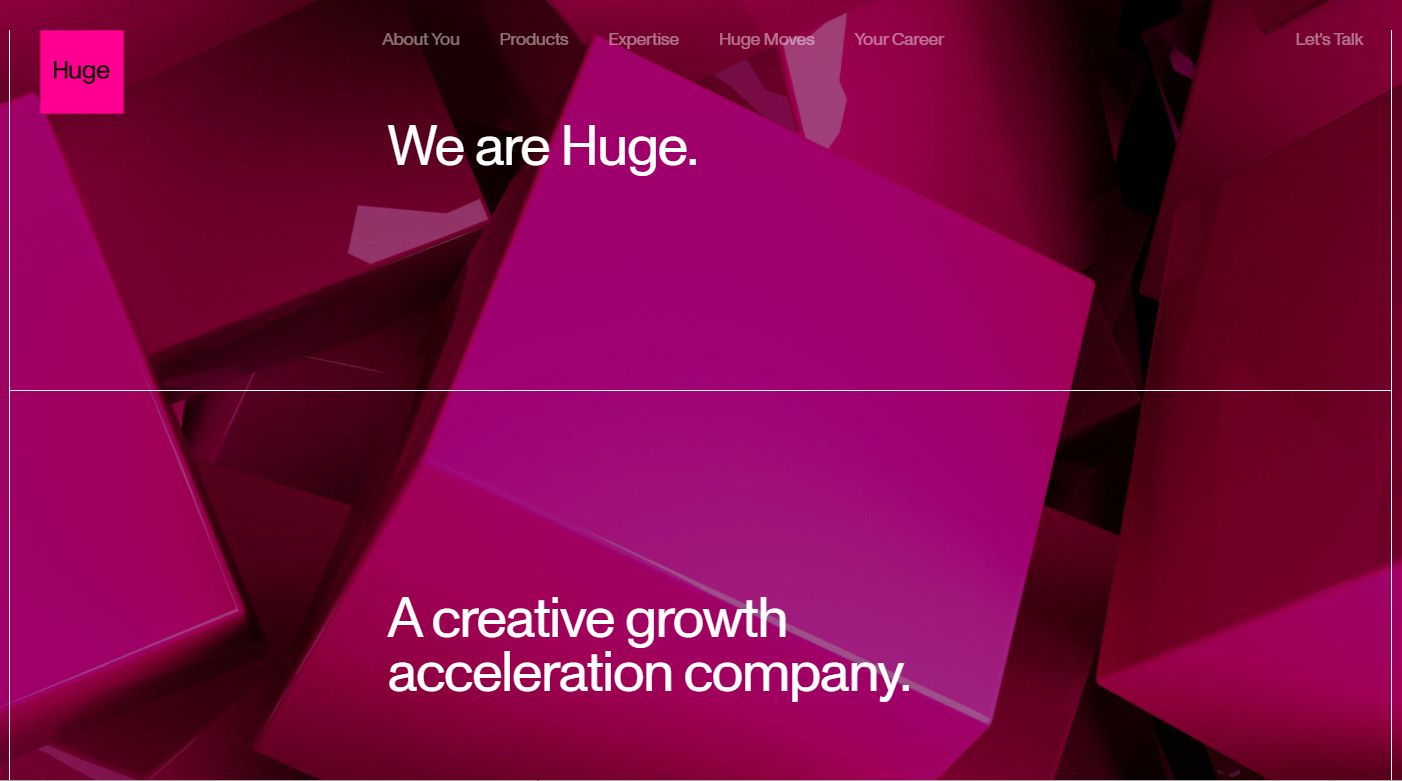 Huge
About You
Products
Expertise
Huge Moves
Your Career
Let's Talk
We are Huge.
A creative growth
acceleration company.